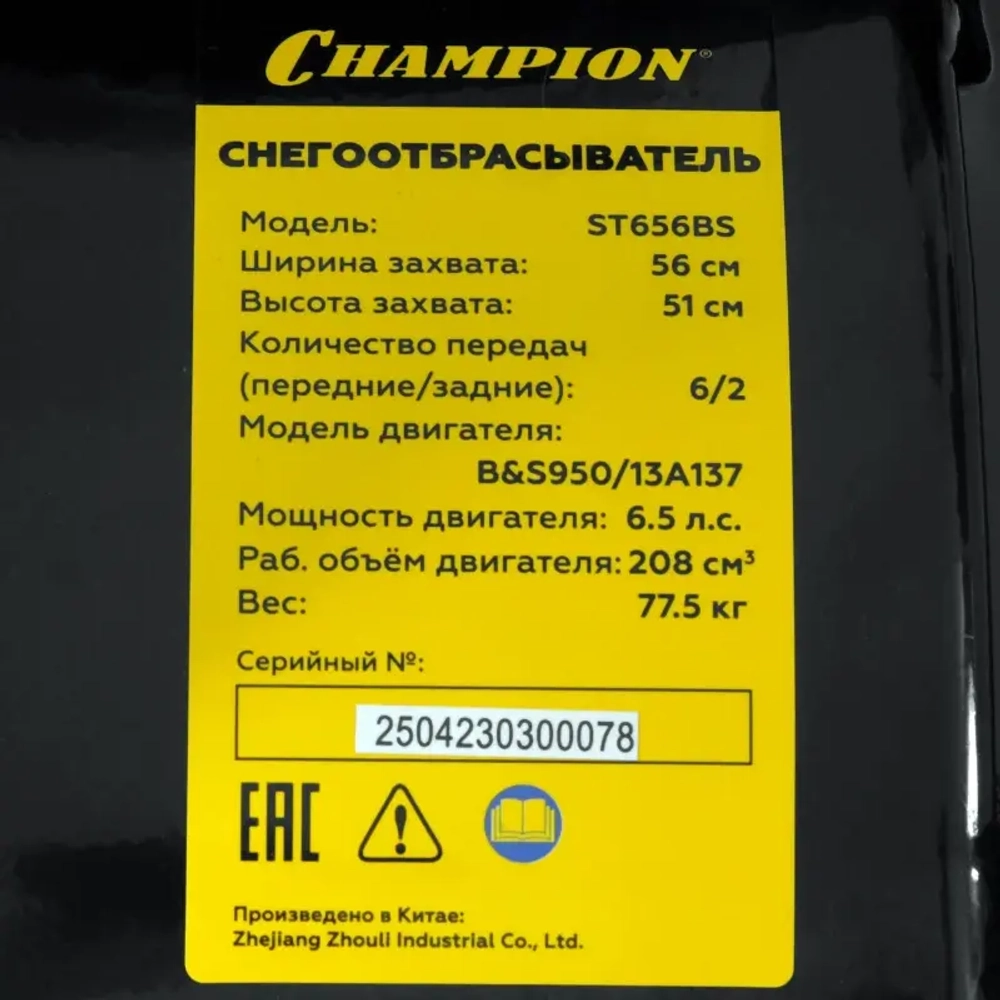 CHAMPION®
СНЕГООТБРАСЫВАТЕЛЬ
Модель: ST656BS
Ширина захвата: 56 см
Высота захвата: 51 см
Количество передач
(передние/задние): 6/2
Модель двигателя:
B&S950/13A137
Мощность двигателя: 6.5 л.с.
Раб. объём двигателя: 208 см³
Вес: 77.5 кг
Серийный №:
2504230300078
EAC
Произведено в Китае:
Zhejiang Zhouli Industrial Co., Ltd.